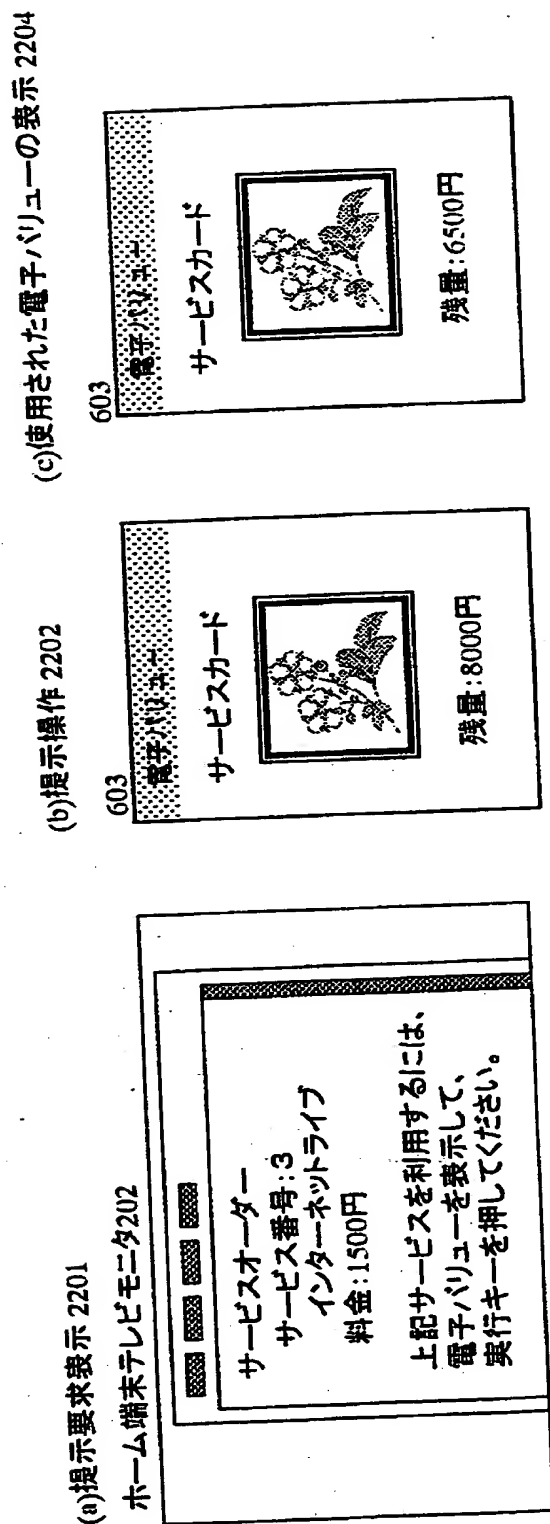 (a)提示要求表示 2201
ホーム端末テレビモニタ202
サービスオーダー
サービス番号:3
インターネットライブ
料金:1500円
上記サービスを利用するには、
電子バリューを表示して、
実行キーを押してください。
(b)提示操作 2202
603
電子バリュー
サービスカード
残量:8000円
(c)使用された電子バリューの表示 2204
603
電子バリュー
サービスカード
残量:6500円